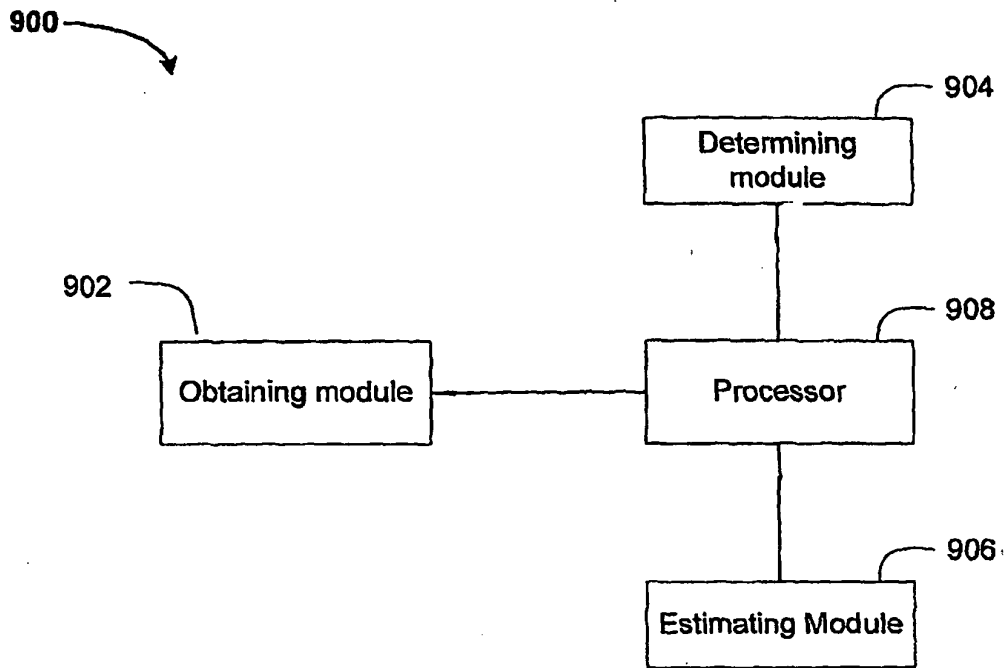 900
904
Determining
module
902
908
Obtaining module
Processor
906
Estimating Module